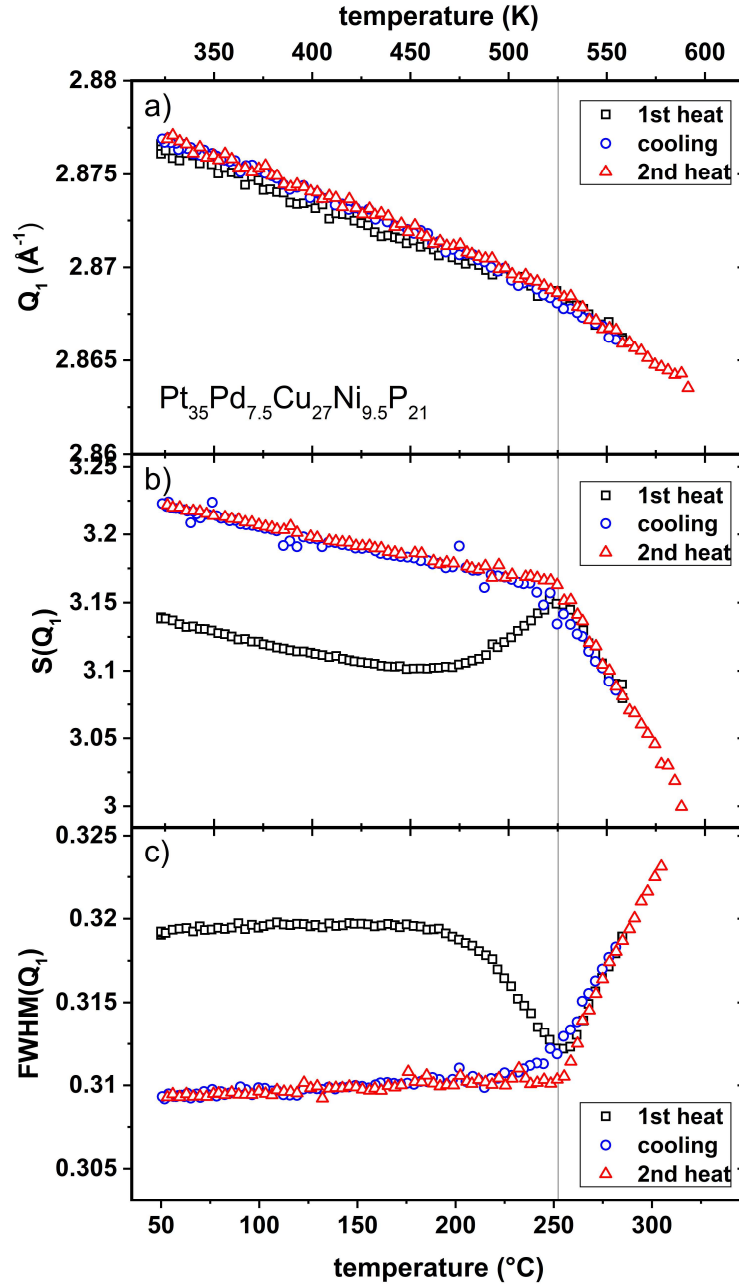 temperature (K)
350 400 450 500 550 600
2.88
2.875
2.87
2.865
2.86
Q₁ (Å⁻¹)
a)
1st heat
cooling
2nd heat
Pt₃₅Pd₇.₅Cu₂₇Ni₉.₅P₂₁
3.25
3.2
3.15
3.1
3.05
3
S(Q₁)
b)
1st heat
cooling
2nd heat
0.325
0.32
0.315
0.31
0.305
FWHM(Q₁)
c)
1st heat
cooling
2nd heat
50 100 150 200 250 300
temperature (°C)